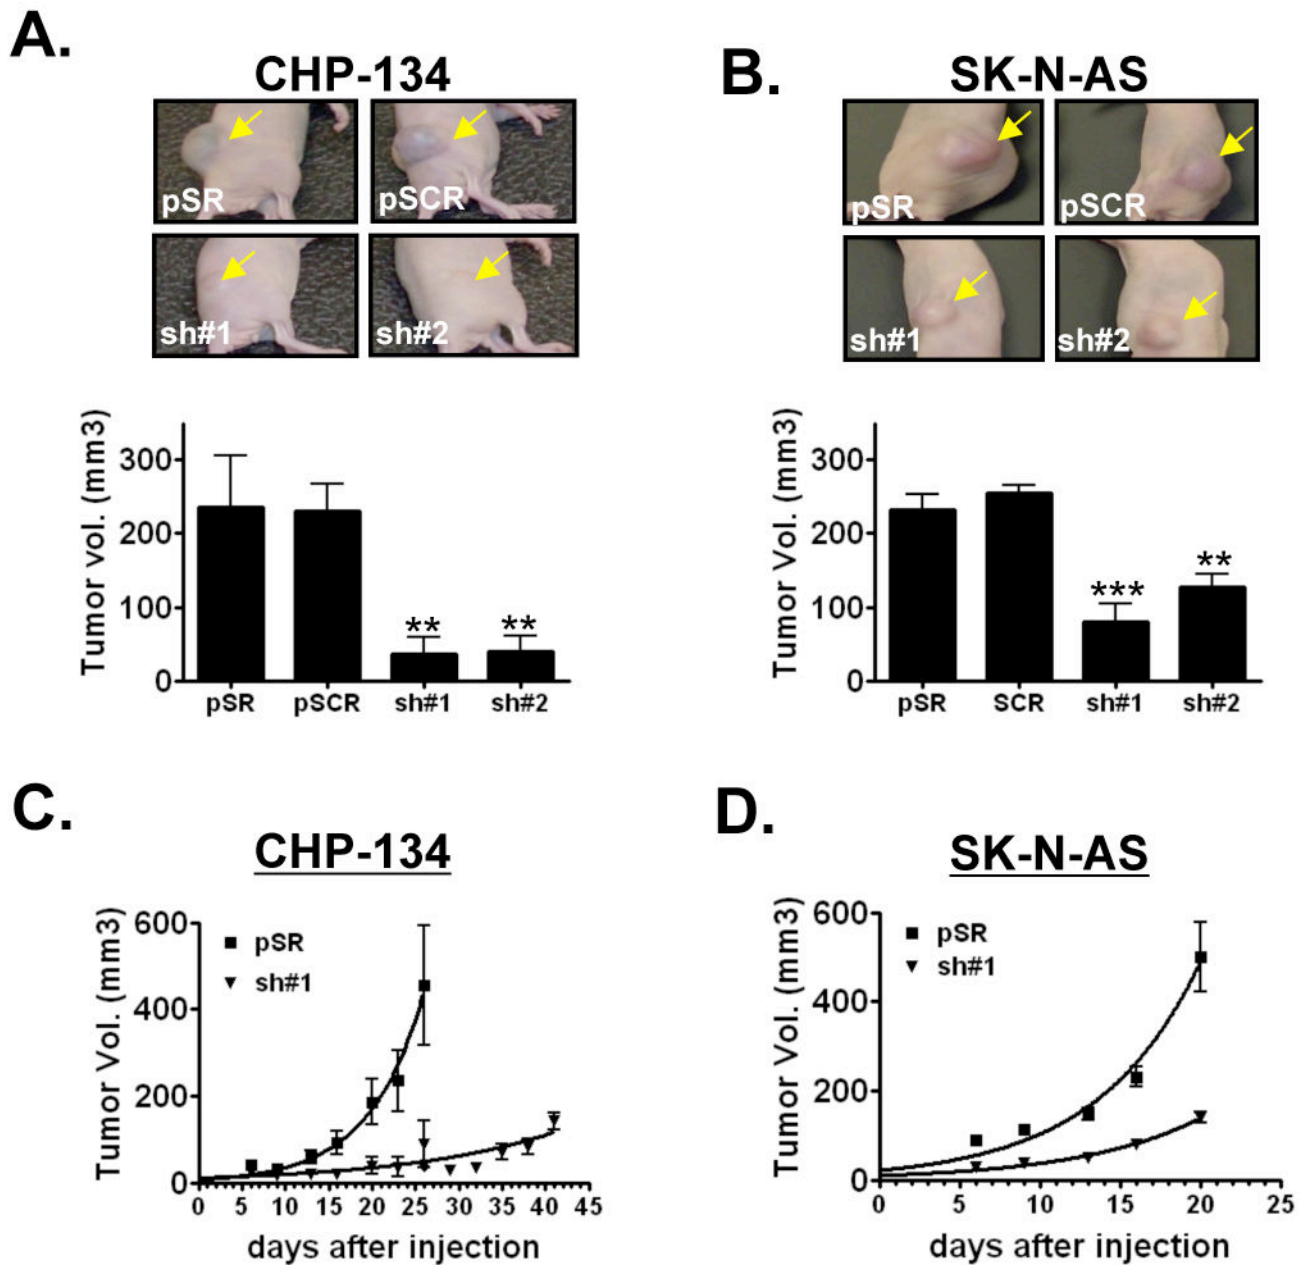 A.
CHP-134
pSR
pSCR
sh#1
sh#2
Tumor vol. (mm3)
300
200
100
0
**
**
pSR
pSCR
sh#1
sh#2
B.
SK-N-AS
pSR
pSCR
sh#1
sh#2
Tumor Vol. (mm3)
300
200
100
0
***
**
pSR
SCR
sh#1
sh#2
C.
CHP-134
Tumor Vol. (mm3)
600
400
200
0
pSR
sh#1
0 5 10 15 20 25 30 35 40 45
days after injection
D.
SK-N-AS
Tumor Vol. (mm3)
600
400
200
0
pSR
sh#1
0 5 10 15 20 25
days after injection